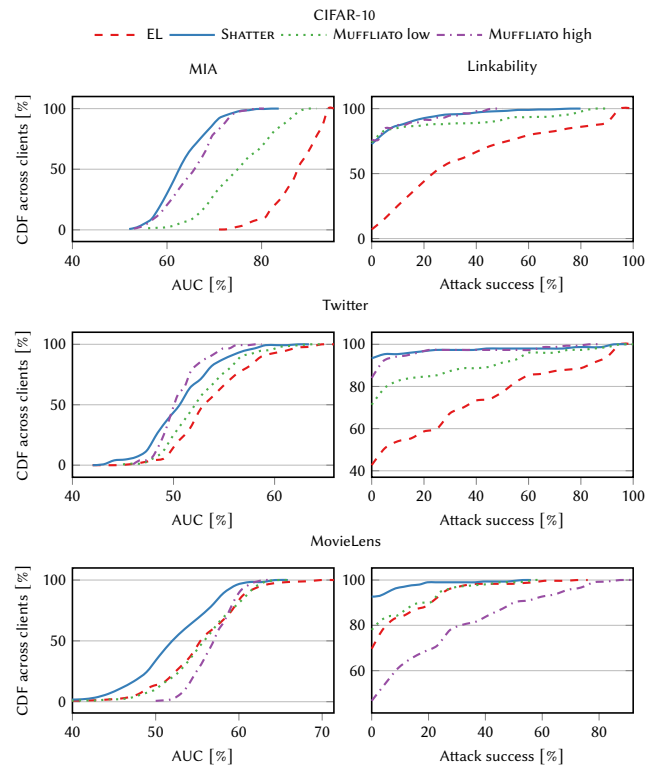 CIFAR-10
EL SHATTER MUFFLIATO low MUFFLIATO high
MIA
Linkability
CDF across clients [%]
100
50
0
40 60 80
AUC [%]
100
50
0
0 20 40 60 80 100
Attack success [%]
Twitter
CDF across clients [%]
100
50
0
40 50 60
AUC [%]
100
80
60
40
0 20 40 60 80 100
Attack success [%]
MovieLens
CDF across clients [%]
100
50
0
40 50 60 70
AUC [%]
100
80
60
0 20 40 60 80
Attack success [%]